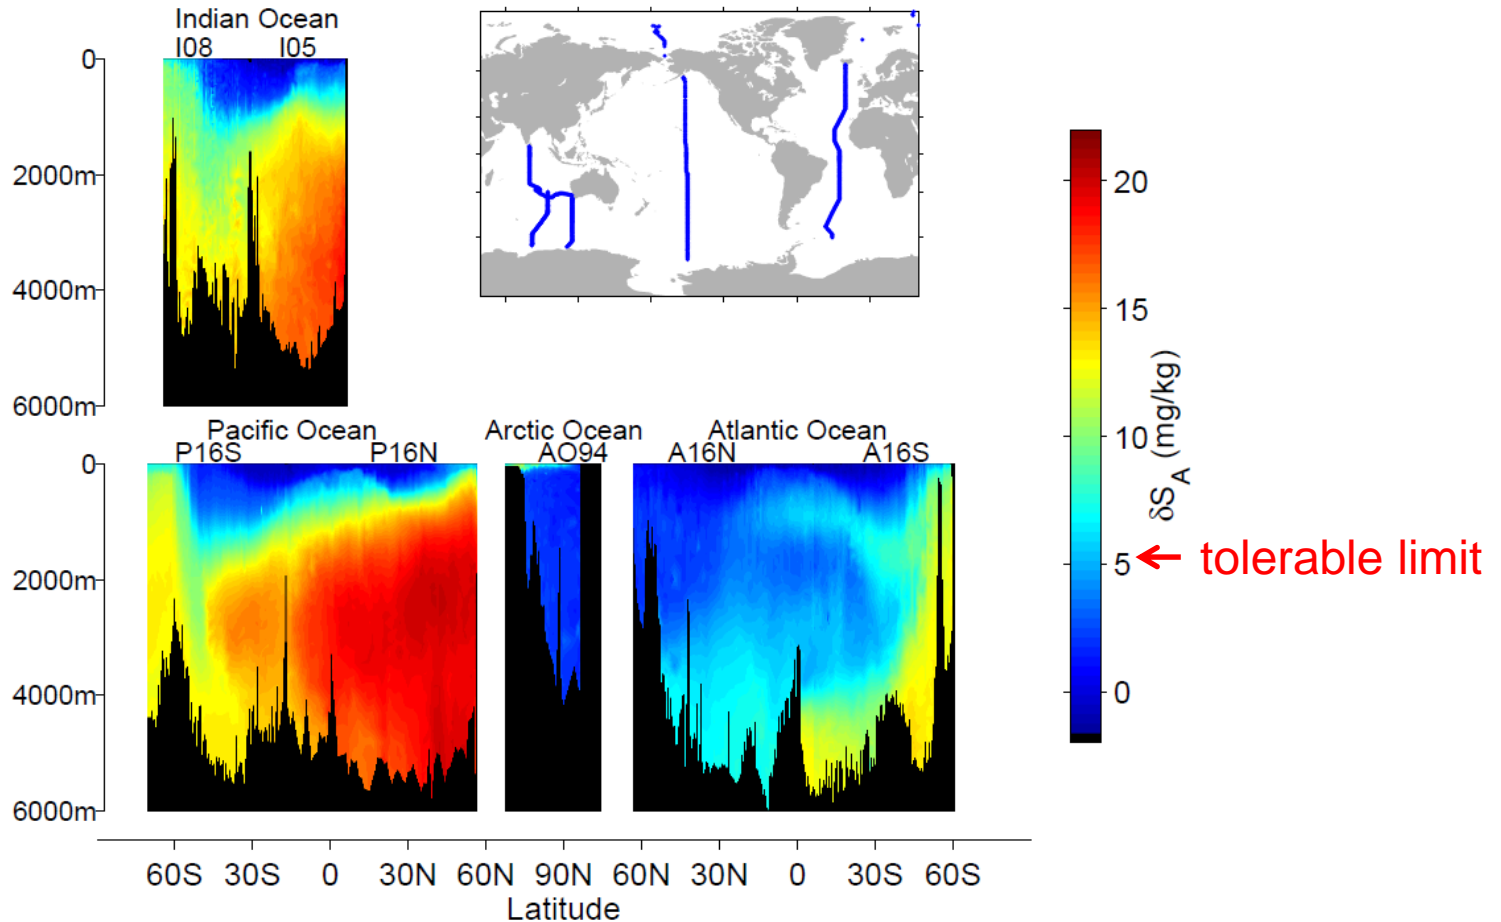 Indian Ocean
I08 I05
0
2000m
4000m
6000m
Pacific Ocean Arctic Ocean Atlantic Ocean
P16S P16N AO94 A16N A16S
0
2000m
4000m
6000m
60S 30S 0 30N 60N 90N 60N 30N 0 30S 60S
Latitude
20
15
10
5
0
δS_A (mg/kg)
← tolerable limit